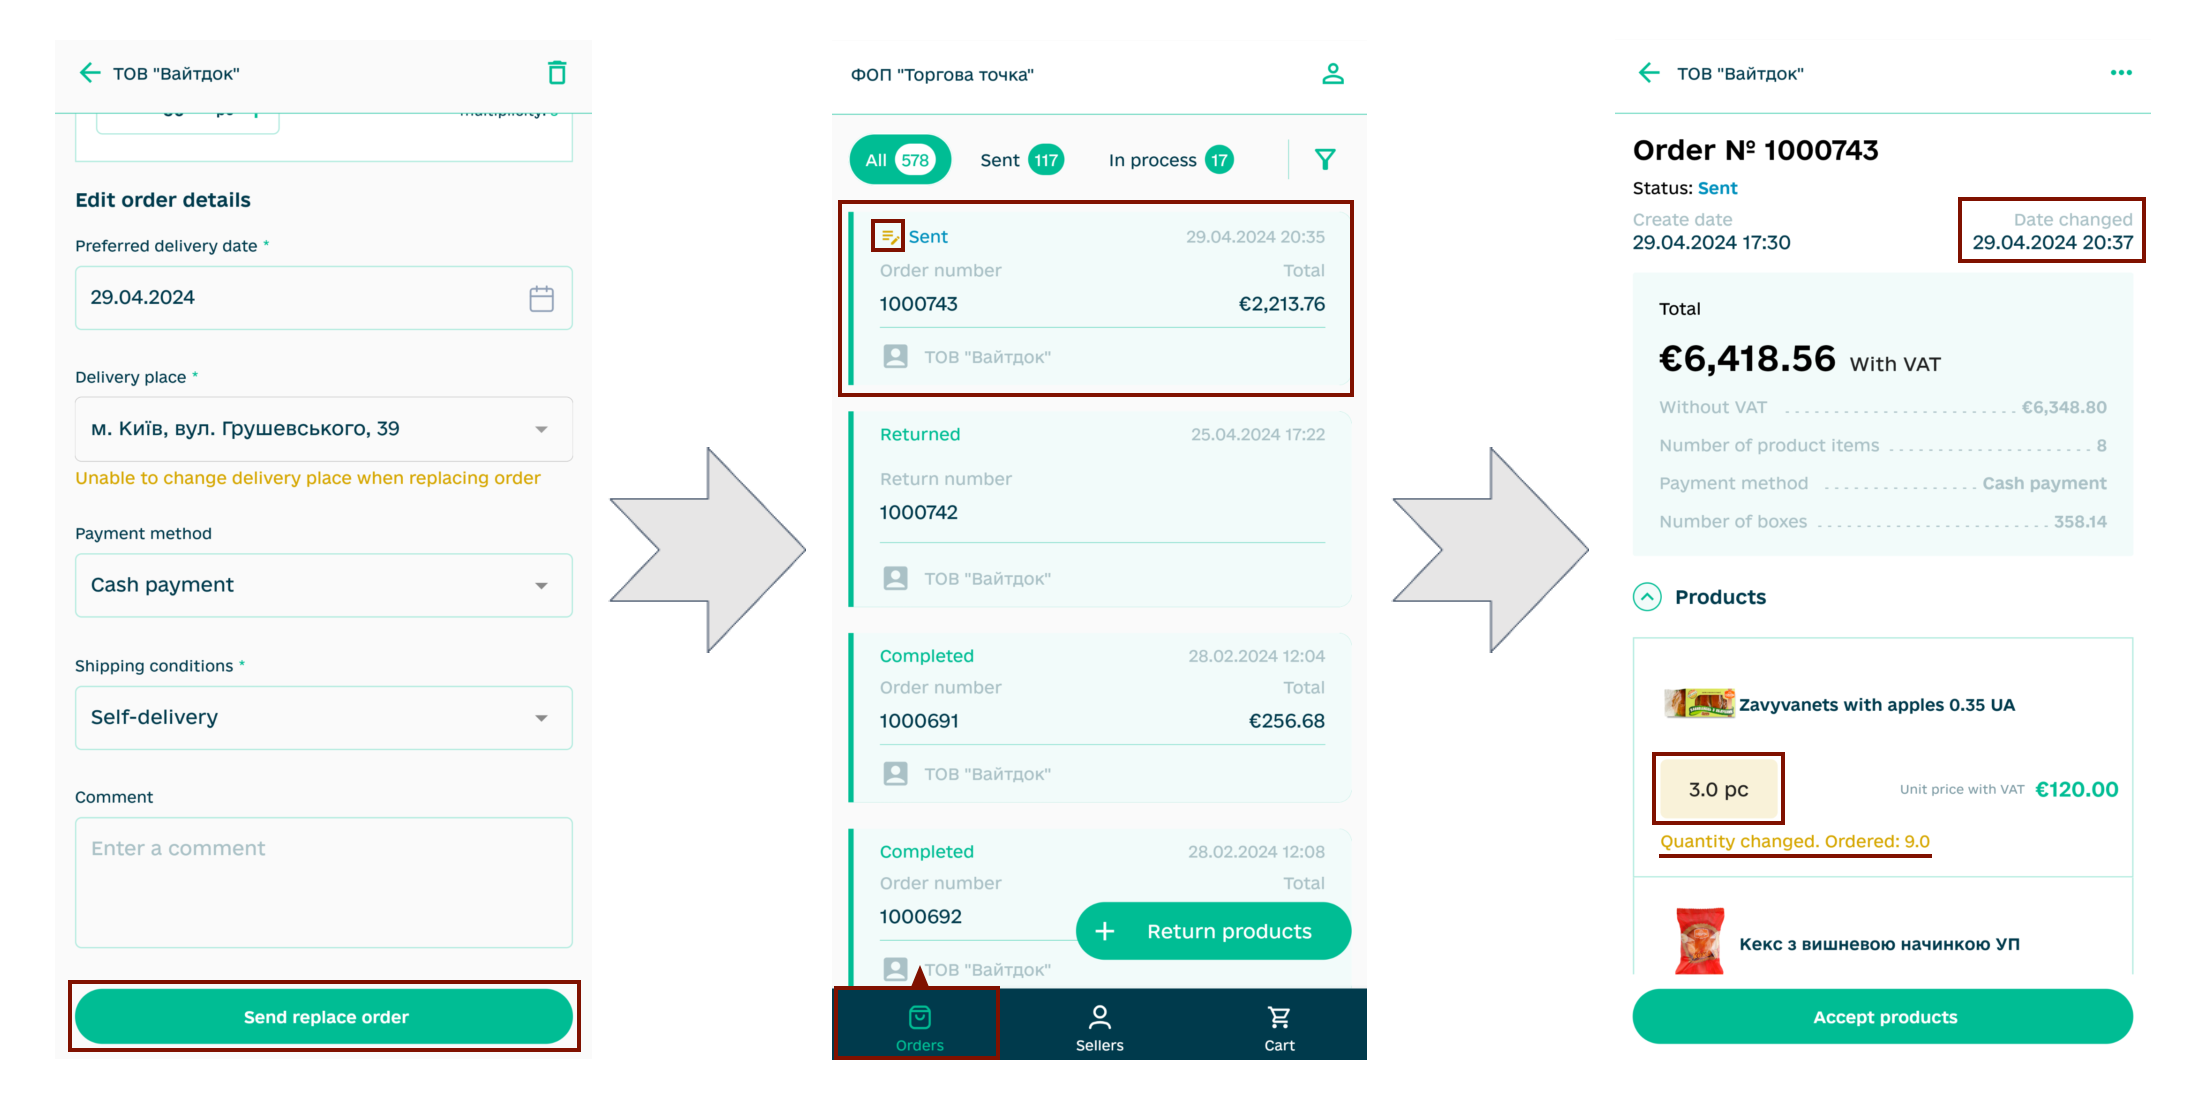 ТОВ "Вайтдок"
Edit order details
Preferred delivery date *
29.04.2024
Delivery place *
м. Київ, вул. Грушевського, 39
Unable to change delivery place when replacing order
Payment method
Cash payment
Shipping conditions *
Self-delivery
Comment
Enter a comment
Send replace order
ФОП "Торгова точка"
All 578 Sent 117 In process 17
Sent 29.04.2024 20:35
Order number Total
1000743 €2,213.76
ТОВ "Вайтдок"
Returned 25.04.2024 17:22
Return number
1000742
ТОВ "Вайтдок"
Completed 28.02.2024 12:04
Order number Total
1000691 €256.68
ТОВ "Вайтдок"
Completed 28.02.2024 12:08
Order number Total
1000692
+ Return products
ТОВ "Вайтдок"
Orders Sellers Cart
ТОВ "Вайтдок"
Order № 1000743
Status: Sent
Create date Date changed
29.04.2024 17:30 29.04.2024 20:37
Total
€6,418.56 With VAT
Without VAT €6,348.80
Number of product items 8
Payment method Cash payment
Number of boxes 358.14
Products
Zavyvanets with apples 0.35 UA
3.0 pc Unit price with VAT €120.00
Quantity changed. Ordered: 9.0
Кекс з вишневою начинкою УП
Accept products